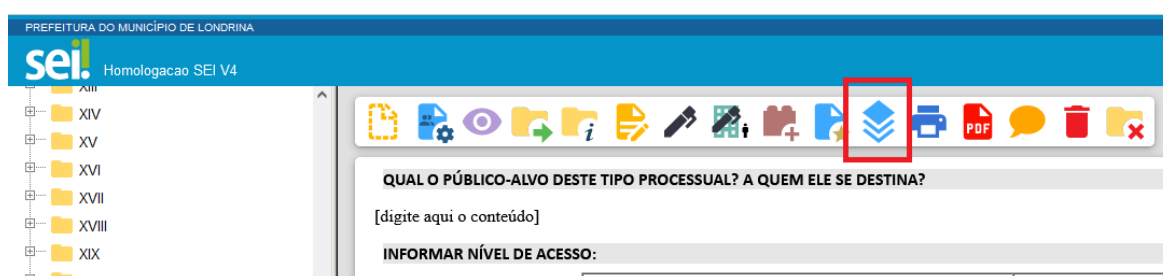 PREFEITURA DO MUNICÍPIO DE LONDRINA
sei!
Homologacao SEI V4
XIII
XIV
XV
XVI
XVII
XVIII
XIX
PDF
QUAL O PÚBLICO-ALVO DESTE TIPO PROCESSUAL? A QUEM ELE SE DESTINA?
[digite aqui o conteúdo]
INFORMAR NÍVEL DE ACESSO: